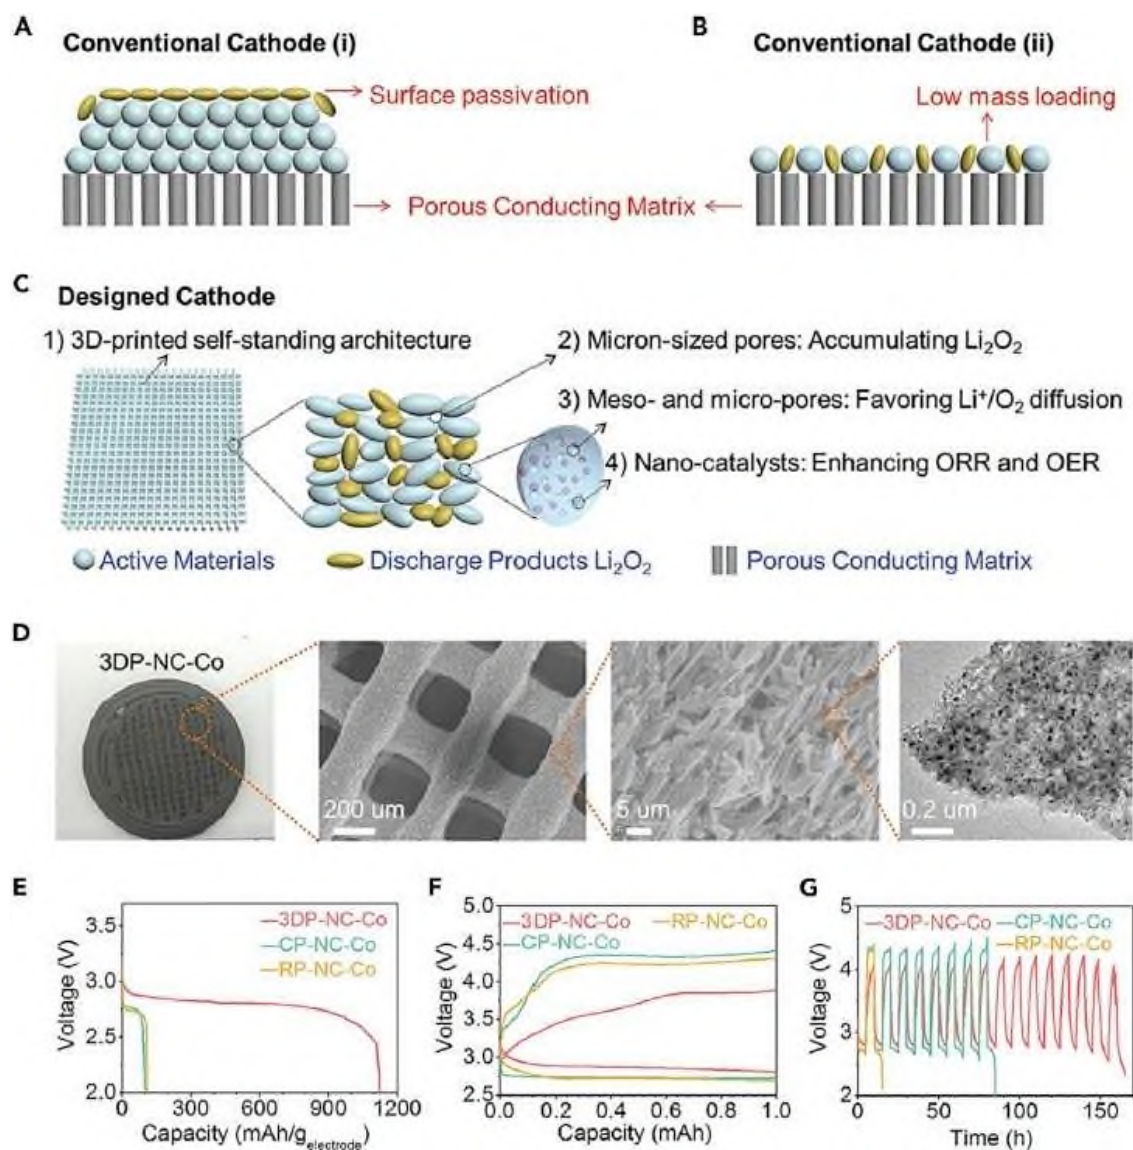 A
Conventional Cathode (i)
Surface passivation
B
Conventional Cathode (ii)
Low mass loading
Porous Conducting Matrix
C
Designed Cathode
1) 3D-printed self-standing architecture
2) Micron-sized pores: Accumulating Li₂O₂
3) Meso- and micro-pores: Favoring Li⁺/O₂ diffusion
4) Nano-catalysts: Enhancing ORR and OER
Active Materials
Discharge Products Li₂O₂
Porous Conducting Matrix
D
3DP-NC-Co
200 um
5 um
0.2 um
E
3DP-NC-Co
CP-NC-Co
RP-NC-Co
Voltage (V)
3.5
3.0
2.5
2.0
0 300 600 900 1200
Capacity (mAh/gelectrode)
F
3DP-NC-Co RP-NC-Co
CP-NC-Co
Voltage (V)
5.0
4.5
4.0
3.5
3.0
2.5
0.0 0.2 0.4 0.6 0.8 1.0
Capacity (mAh)
G
3DP-NC-Co CP-NC-Co
RP-NC-Co
Voltage (V)
5
4
3
2
0 50 100 150
Time (h)